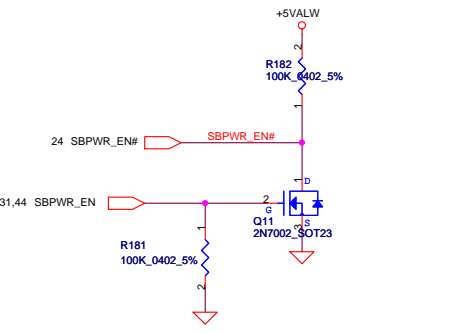 +5VALW
2
R182
100K_0402_5%
1
24 SBPWR_EN#
SBPWR_EN#
1
D
31,44 SBPWR_EN
2
G
Q11
S
2N7002_SOT23
3
1
R181
100K_0402_5%
2